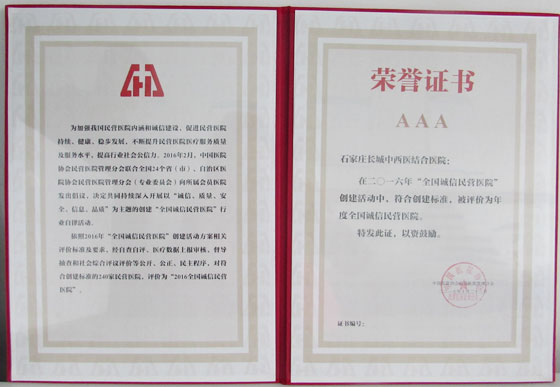 为加强我国民营医院内涵和诚信建设，促进民营医院
持续、健康、稳步发展，不断提升民营医院医疗服务质量
及服务水平，提高行业社会公信力。2016年2月，中国医院
协会民营医院管理分会联合全国24个省（市）、自治区医
院协会民营医院管理分会（专业委员会）向所属会员医院
发出倡议，决定共同持续深入开展以“诚信、质量、安
全、信息、品质”为主题的创建“全国诚信民营医院”行
业自律活动。
依照2016年“全国诚信民营医院”创建活动方案相关
评价标准及要求，经自查自评、医疗数据上报审核、督导
抽查和社会综合评议评价等公开、公正、民主程序，对符
合创建标准的249家民营医院，评价为“2016全国诚信民营
医院”。
荣誉证书
AAA
石家庄长城中西医结合医院：
在二〇一六年“全国诚信民营医院”
创建活动中，符合创建标准，被评价为年
度全国诚信民营医院。
特发此证，以资鼓励。
证书编号：